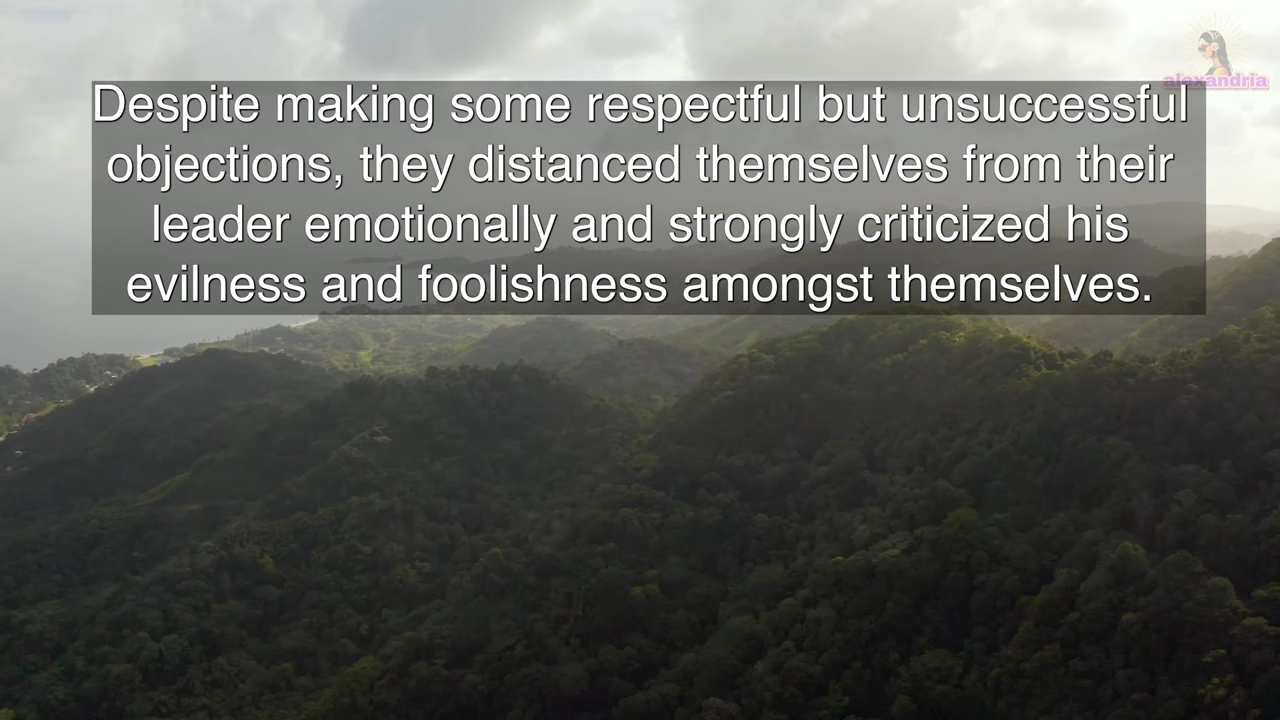 alexandria
Despite making some respectful but unsuccessful
objections, they distanced themselves from their
leader emotionally and strongly criticized his
evilness and foolishness amongst themselves.